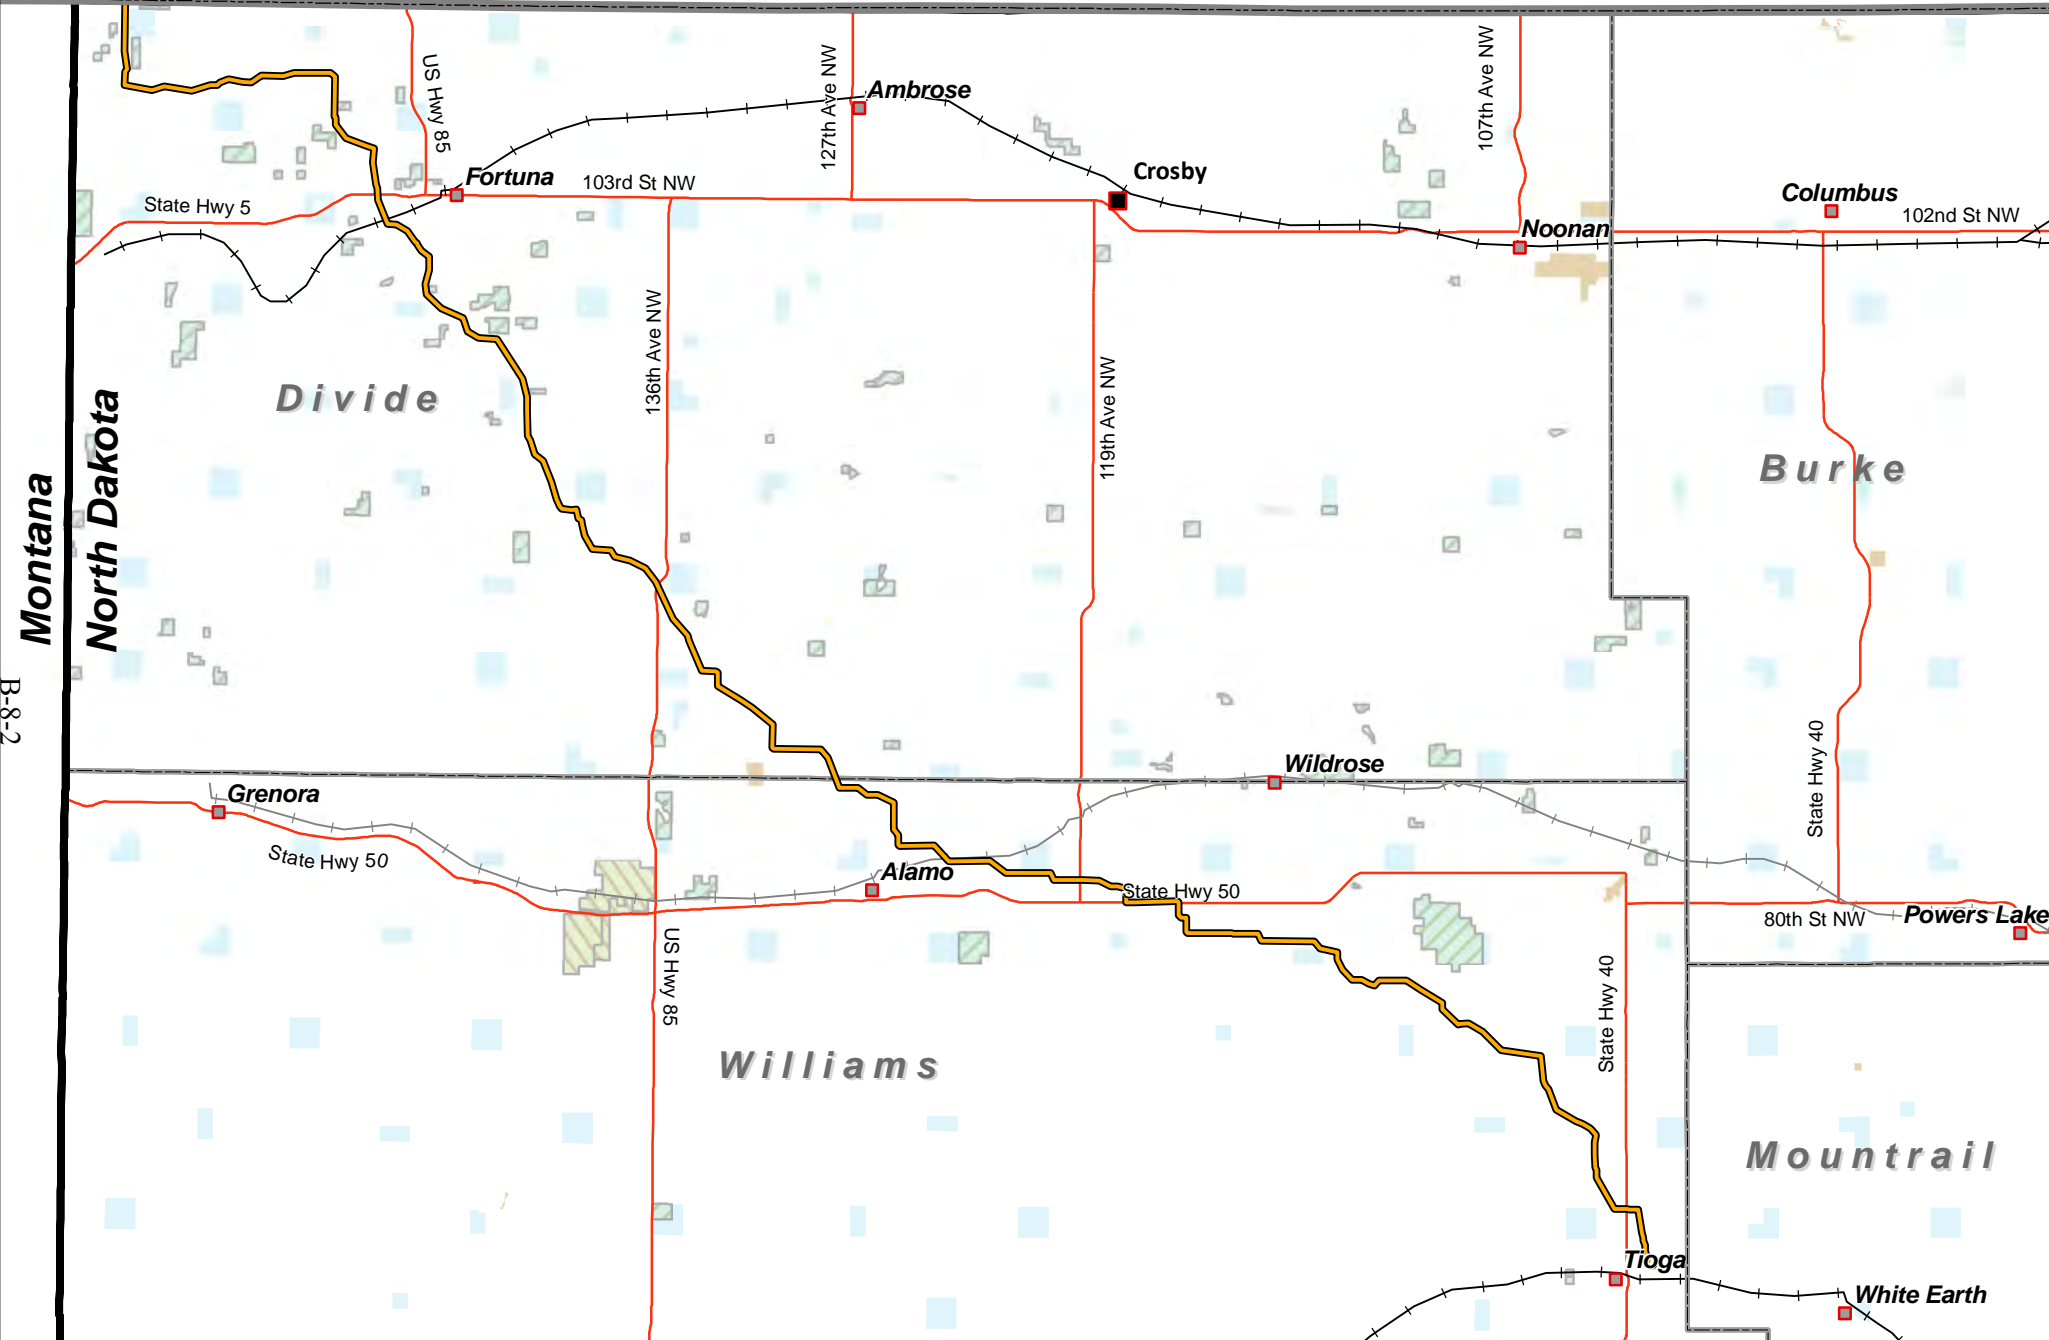 US Hwy 85
127th Ave NW
Ambrose
107th Ave NW
Fortuna
103rd St NW
Crosby
State Hwy 5
Columbus
102nd St NW
Noonan
136th Ave NW
119th Ave NW
Divide
Burke
Montana
North Dakota
B-8-2
State Hwy 40
Wildrose
Grenora
State Hwy 50
Alamo
State Hwy 50
80th St NW
Powers Lake
US Hwy 85
State Hwy 40
Williams
Mountrail
Tioga
White Earth